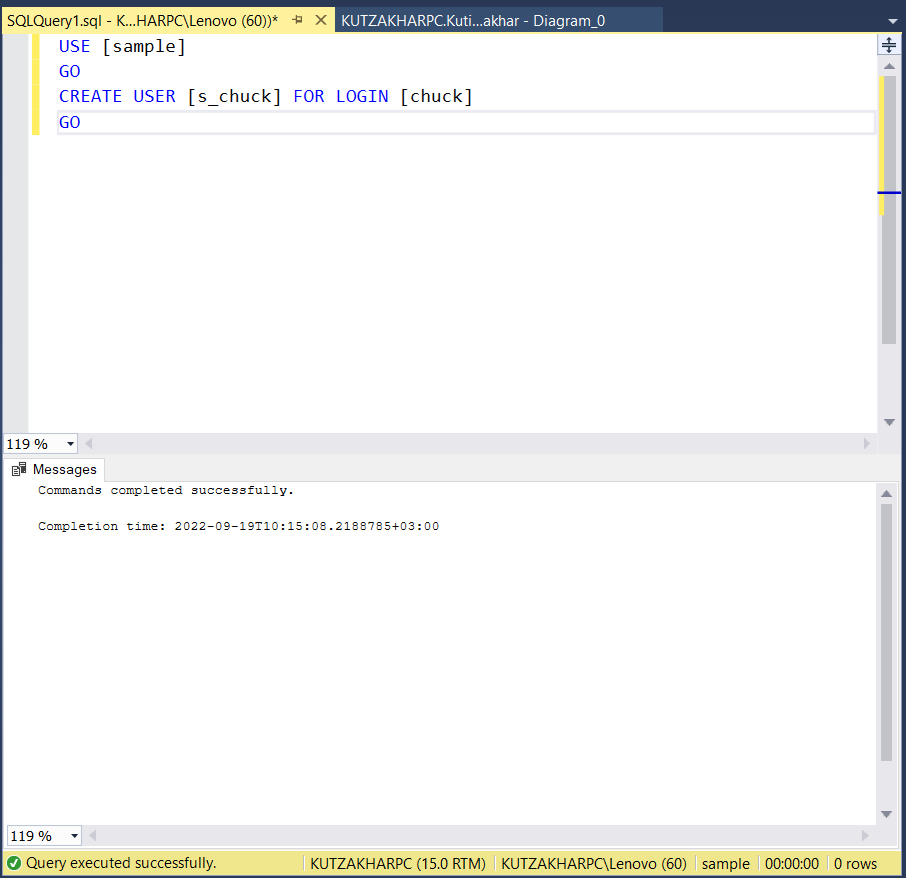 SQLQuery1.sql - K...HARPC\Lenovo (60))* KUTZAKHARPC.Kuti...akhar - Diagram_0
USE [sample]
GO
CREATE USER [s_chuck] FOR LOGIN [chuck]
GO
119 %
Messages
Commands completed successfully.
Completion time: 2022-09-19T10:15:08.2188785+03:00
119 %
Query executed successfully. KUTZAKHARPC (15.0 RTM) KUTZAKHARPC\Lenovo (60) sample 00:00:00 0 rows